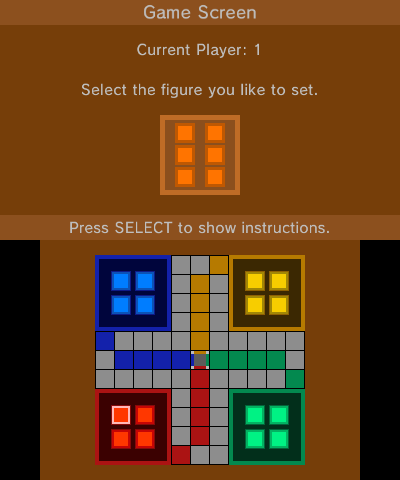 Game Screen
Current Player: 1
Select the figure you like to set.
Press SELECT to show instructions.